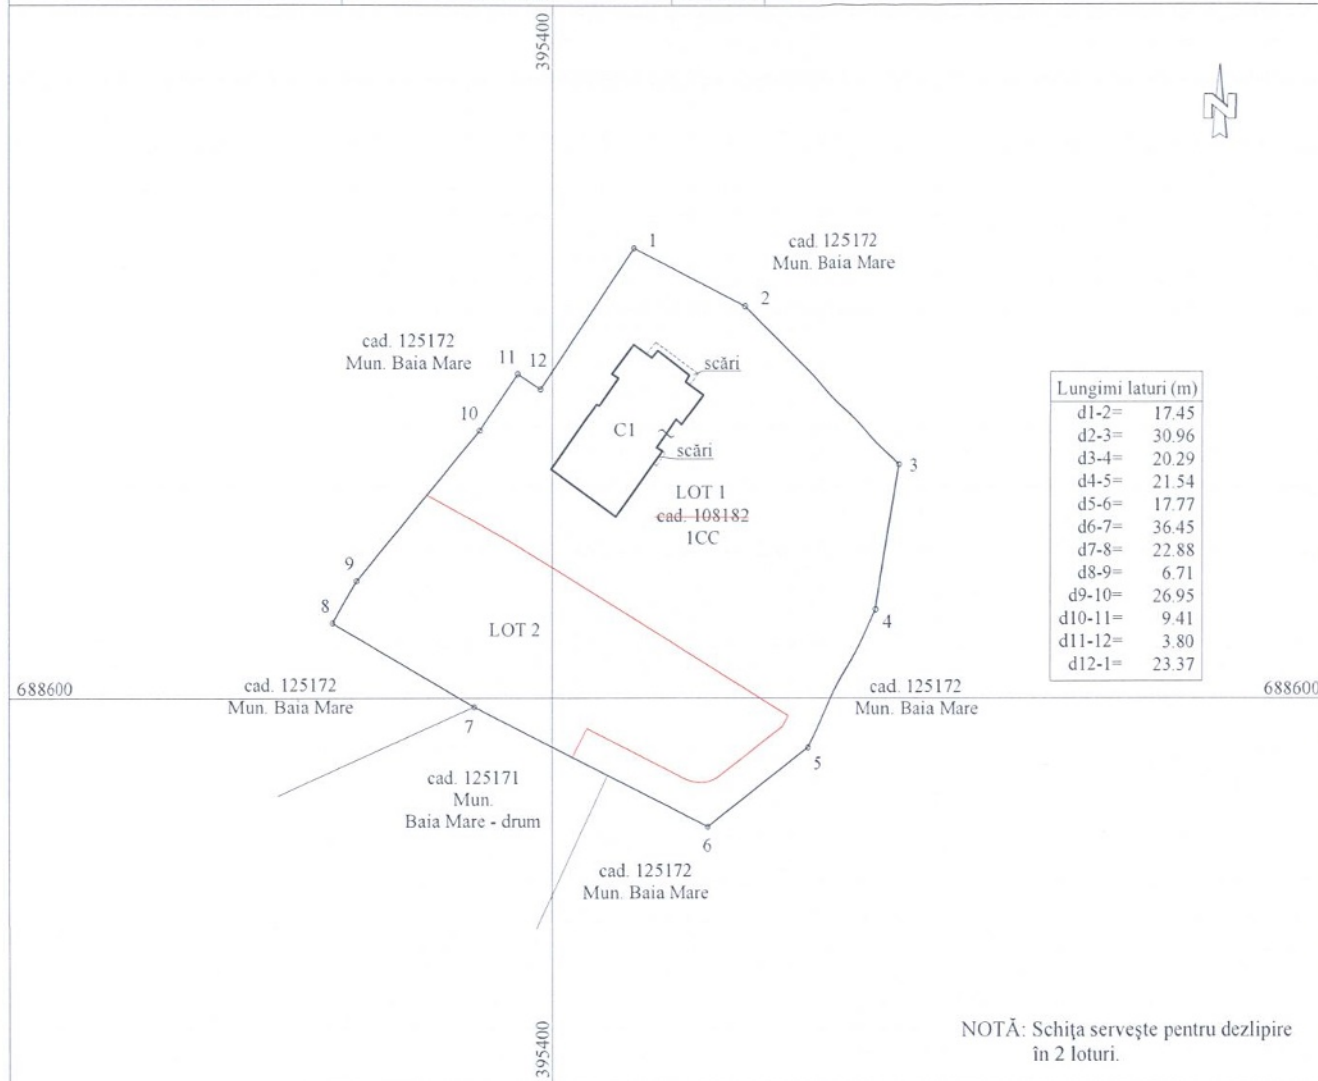 395400
N
1
cad. 125172
Mun. Baia Mare
2
cad. 125172
Mun. Baia Mare
11
12
scări
10
C1
scări
3
LOT 1
cad. 108182
1CC
Lungimi laturi (m)
d1-2= 17.45
d2-3= 30.96
d3-4= 20.29
d4-5= 21.54
d5-6= 17.77
d6-7= 36.45
d7-8= 22.88
d8-9= 6.71
d9-10= 26.95
d10-11= 9.41
d11-12= 3.80
d12-1= 23.37
9
8
LOT 2
4
688600
cad. 125172
Mun. Baia Mare
cad. 125172
Mun. Baia Mare
688600
7
5
cad. 125171
Mun.
Baia Mare - drum
6
cad. 125172
Mun. Baia Mare
395400
NOTĂ: Schița servește pentru dezlipire
în 2 loturi.